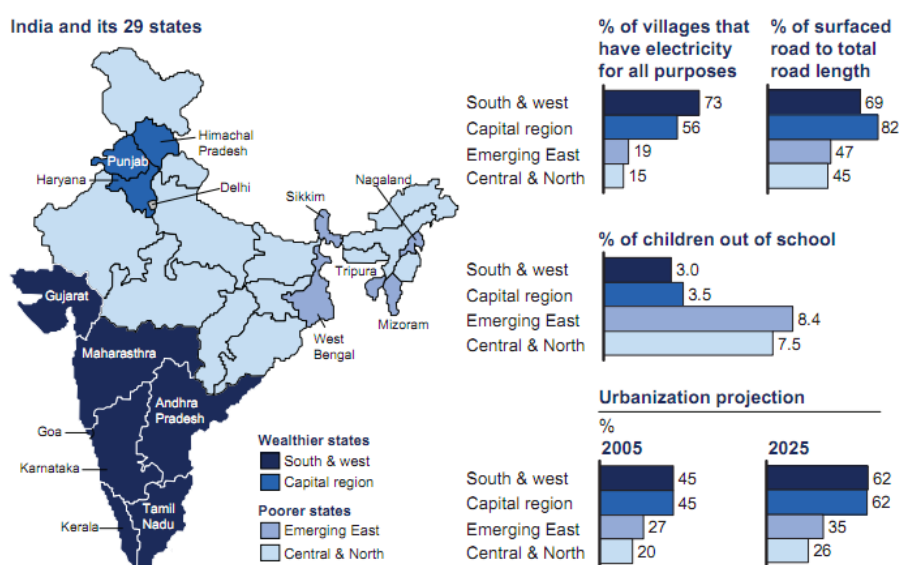 India and its 29 states
Himachal
Pradesh
Punjab
Haryana
Delhi
Nagaland
Sikkim
Tripura
Gujarat
West
Bengal
Mizoram
Maharasthra
Andhra
Pradesh
Goa
Karnataka
Tamil
Nadu
Kerala
Wealthier states
South & west
Capital region
Poorer states
Emerging East
Central & North
% of villages that
have electricity
for all purposes
South & west 73
Capital region 56
Emerging East 19
Central & North 15
% of surfaced
road to total
road length
69
82
47
45
% of children out of school
South & west 3.0
Capital region 3.5
Emerging East 8.4
Central & North 7.5
Urbanization projection
%
2005 2025
South & west 45 62
Capital region 45 62
Emerging East 27 35
Central & North 20 26